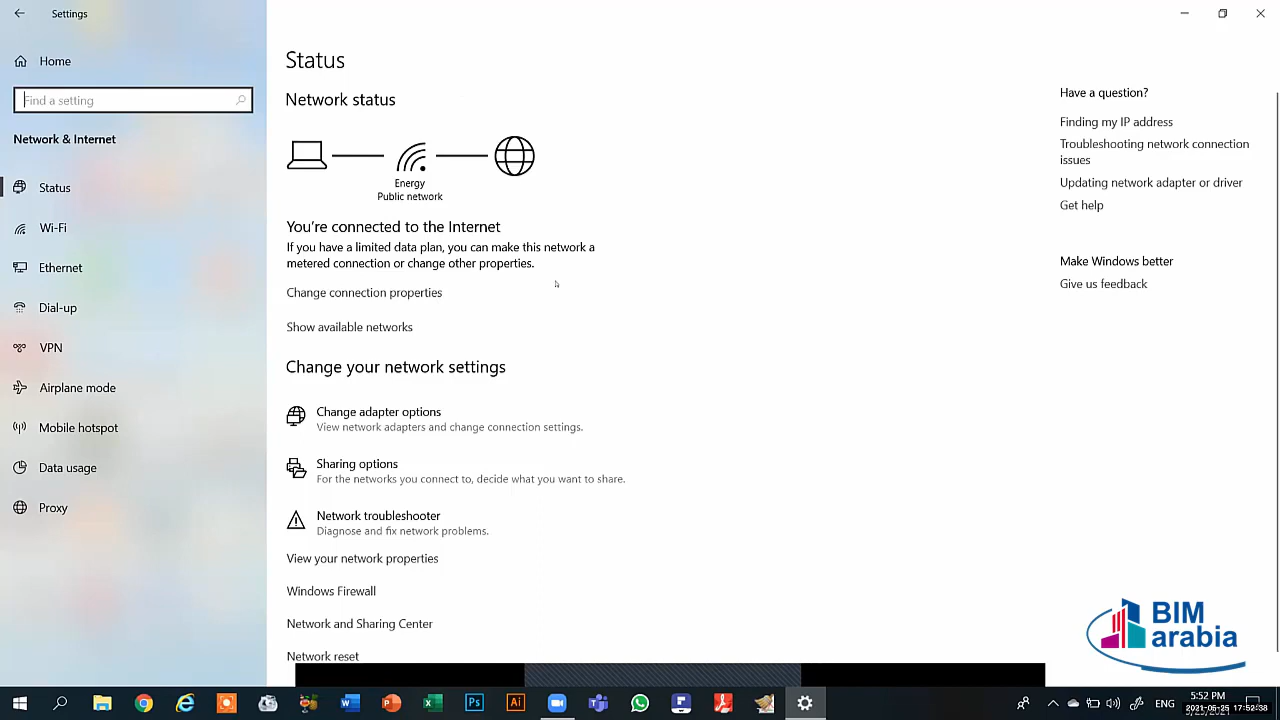 Settings
Home
Find a setting
Network & Internet
Status
Wi-Fi
Ethernet
Dial-up
VPN
Airplane mode
Mobile hotspot
Data usage
Proxy
Status
Network status
Energy
Public network
You're connected to the Internet
If you have a limited data plan, you can make this network a
metered connection or change other properties.
Change connection properties
Show available networks
Change your network settings
Change adapter options
View network adapters and change connection settings.
Sharing options
For the networks you connect to, decide what you want to share.
Network troubleshooter
Diagnose and fix network problems.
View your network properties
Windows Firewall
Network and Sharing Center
Network reset
Have a question?
Finding my IP address
Troubleshooting network connection
issues
Updating network adapter or driver
Get help
Make Windows better
Give us feedback
BIM
arabia
ENG
5:52 PM
2021-05-25 17:52:38